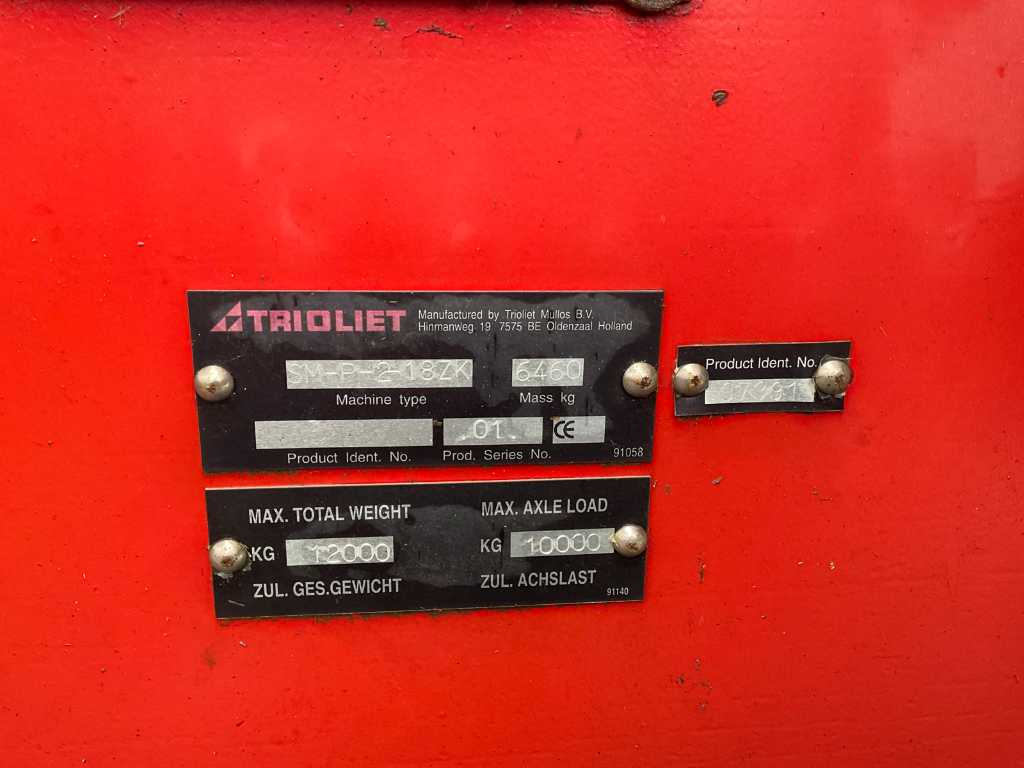 TRIOLIET
Manufactured by Trioliet Mullos B.V.
Hinmanweg 19 7575 BE Oldenzaal Holland
SM-P-2-18ZK 6460
Machine type Mass kg
01 CE
Product Ident. No. Prod. Series No. 91058
Product Ident. No.
MAX. TOTAL WEIGHT MAX. AXLE LOAD
KG 12000 KG 10000
ZUL. GES.GEWICHT ZUL. ACHSLAST
91140